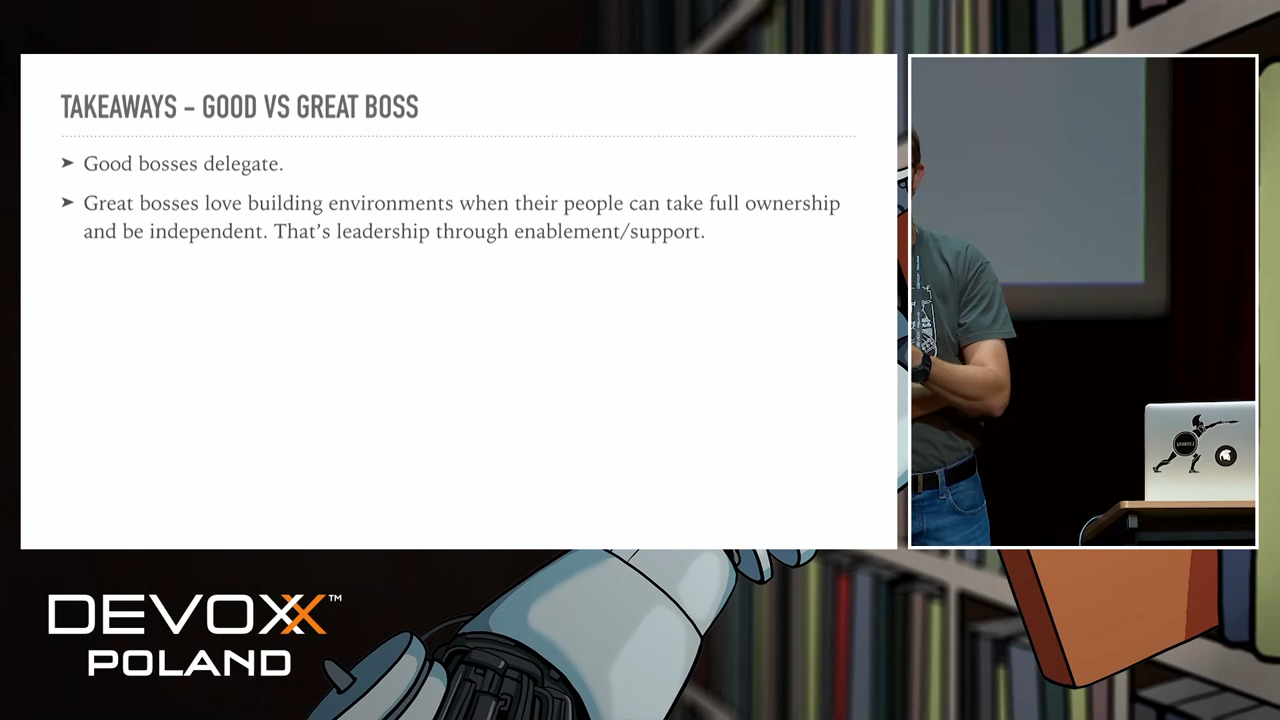 TAKEAWAYS – GOOD VS GREAT BOSS
➤ Good bosses delegate.
➤ Great bosses love building environments when their people can take full ownership
and be independent. That's leadership through enablement/support.
DEVOXX™
POLAND